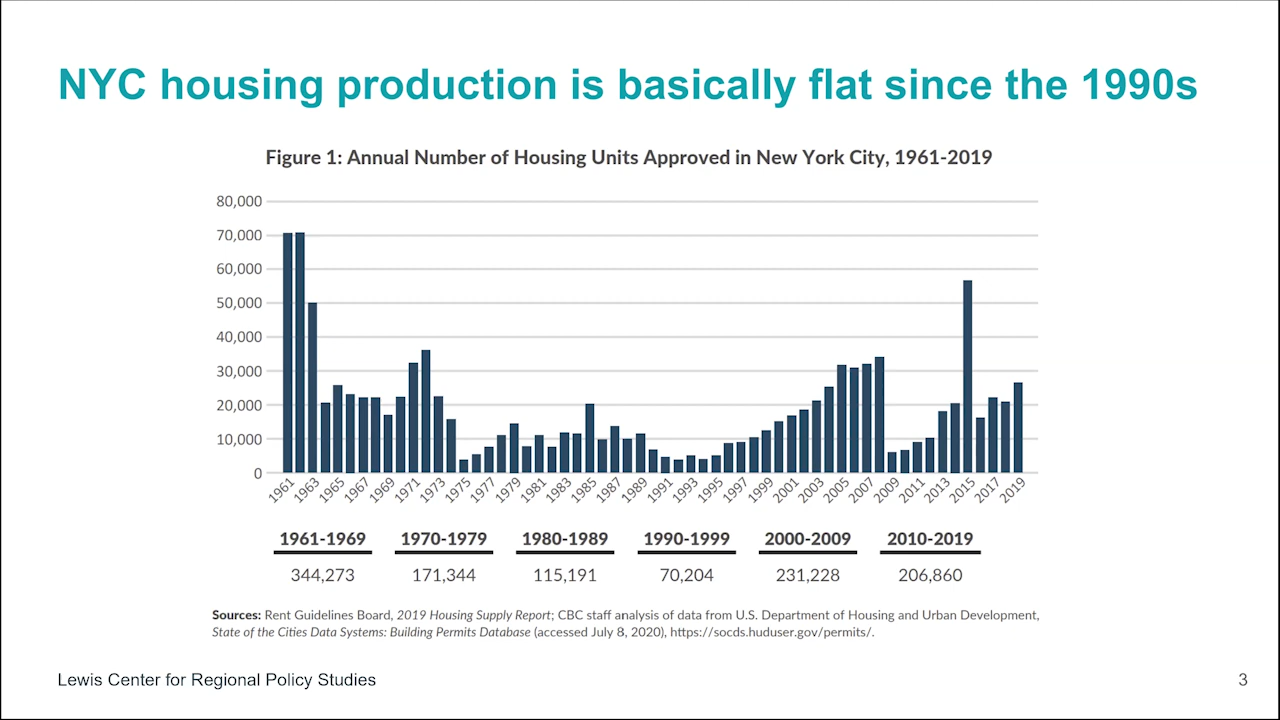 NYC housing production is basically flat since the 1990s
Figure 1: Annual Number of Housing Units Approved in New York City, 1961-2019
80,000
70,000
60,000
50,000
40,000
30,000
20,000
10,000
0
1961 1963 1965 1967 1969 1971 1973 1975 1977 1979 1981 1983 1985 1987 1989 1991 1993 1995 1997 1999 2001 2003 2005 2007 2009 2011 2013 2015 2017 2019
1961-1969 1970-1979 1980-1989 1990-1999 2000-2009 2010-2019
344,273 171,344 115,191 70,204 231,228 206,860
Sources: Rent Guidelines Board, 2019 Housing Supply Report; CBC staff analysis of data from U.S. Department of Housing and Urban Development,
State of the Cities Data Systems: Building Permits Database (accessed July 8, 2020), https://socds.huduser.gov/permits/.
Lewis Center for Regional Policy Studies
3